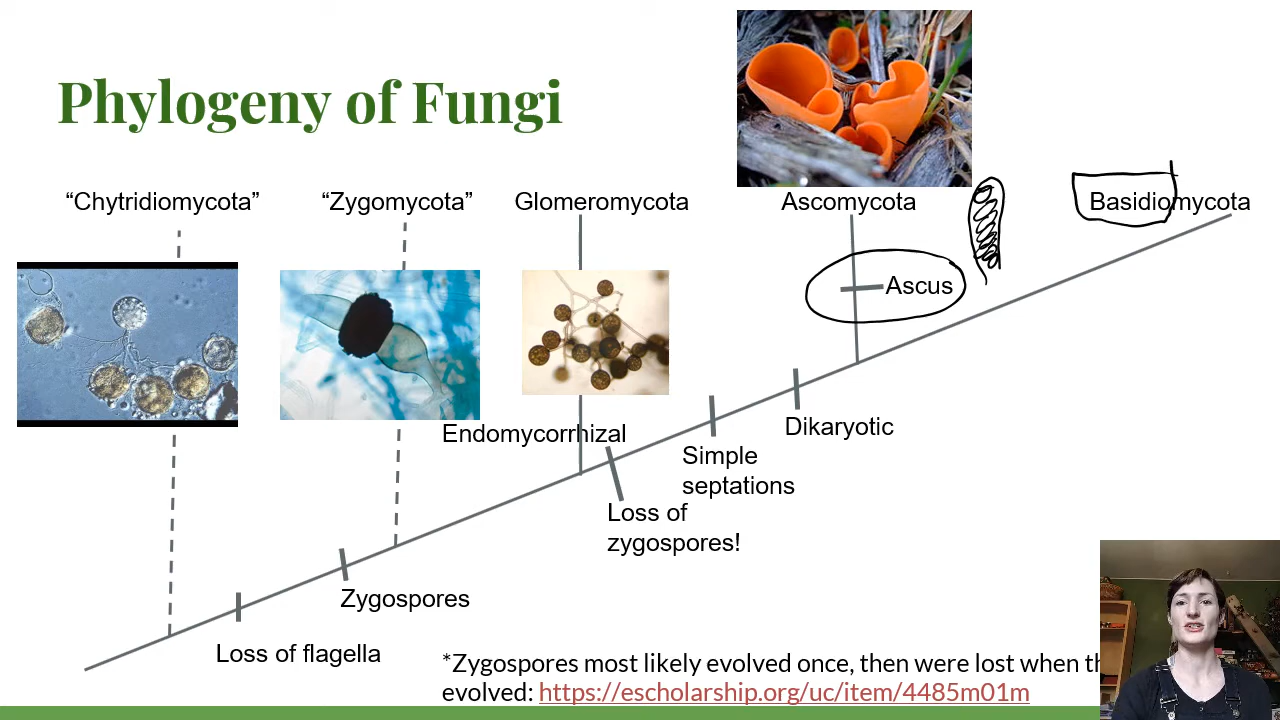 Phylogeny of Fungi
“Chytridiomycota”
“Zygomycota”
Glomeromycota
Ascomycota
Basidiomycota
Ascus
Endomycorrhizal
Dikaryotic
Simple
septations
Loss of
zygospores!
Zygospores
Loss of flagella
*Zygospores most likely evolved once, then were lost when
evolved: https://escholarship.org/uc/item/4485m01m